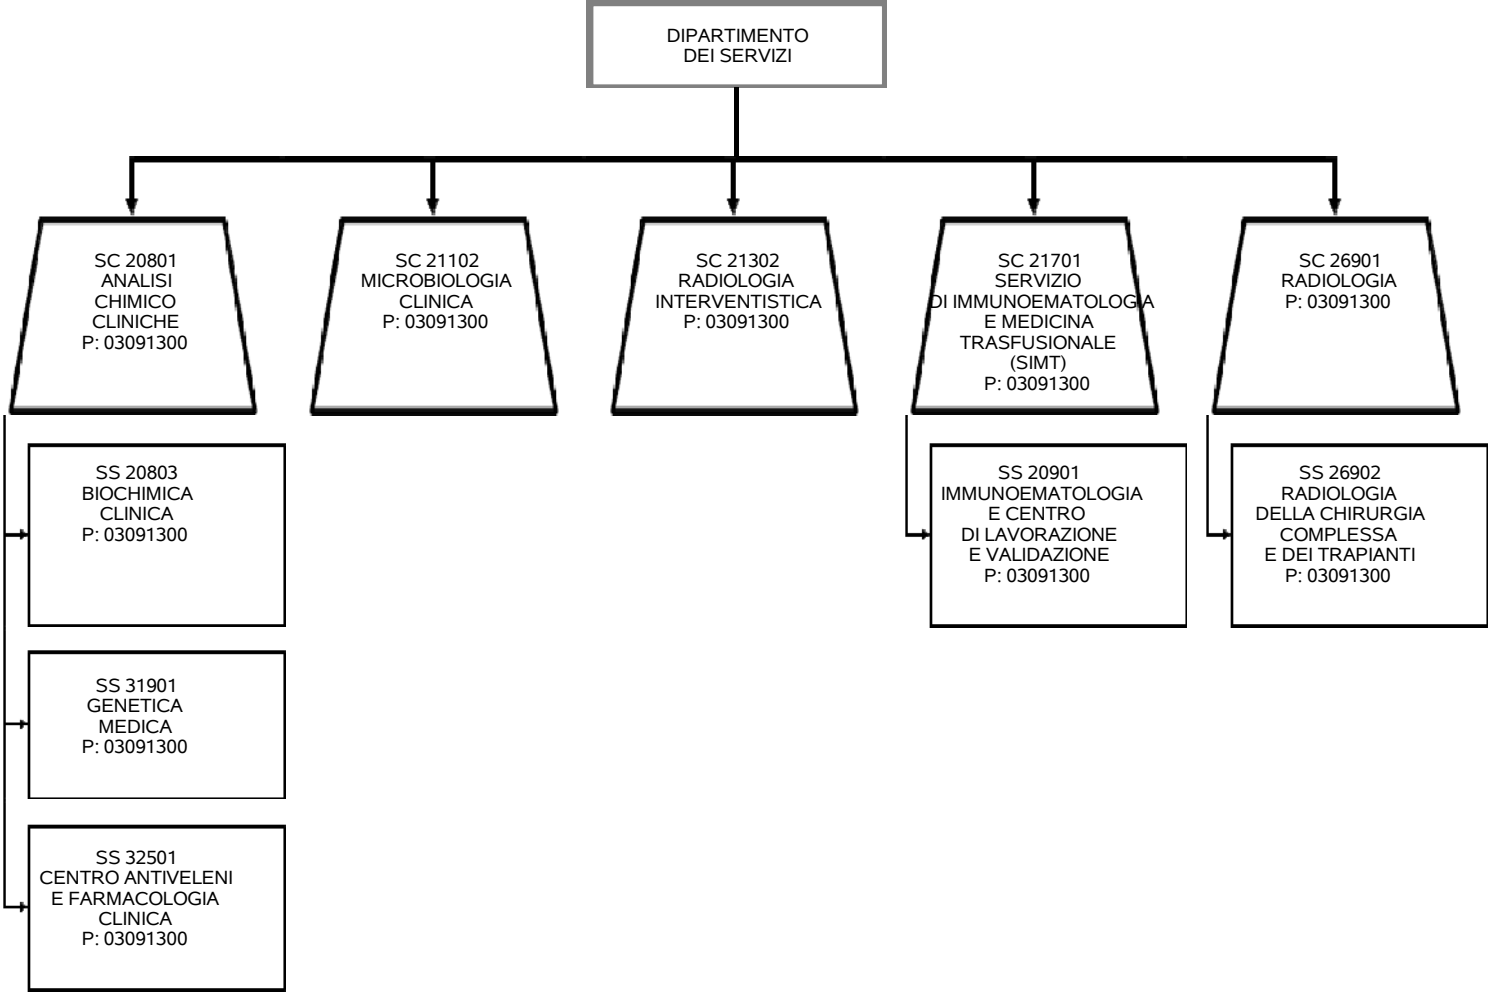 DIPARTIMENTO
DEI SERVIZI
SC 20801
ANALISI
CHIMICO
CLINICHE
P: 03091300
SC 21102
MICROBIOLOGIA
CLINICA
P: 03091300
SC 21302
RADIOLOGIA
INTERVENTISTICA
P: 03091300
SC 21701
SERVIZIO
DI IMMUNOEMATOLOGIA
E MEDICINA
TRASFUSIONALE
(SIMT)
P: 03091300
SC 26901
RADIOLOGIA
P: 03091300
SS 20803
BIOCHIMICA
CLINICA
P: 03091300
SS 31901
GENETICA
MEDICA
P: 03091300
SS 32501
CENTRO ANTIVELENI
E FARMACOLOGIA
CLINICA
P: 03091300
SS 20901
IMMUNOEMATOLOGIA
E CENTRO
DI LAVORAZIONE
E VALIDAZIONE
P: 03091300
SS 26902
RADIOLOGIA
DELLA CHIRURGIA
COMPLESSA
E DEI TRAPIANTI
P: 03091300